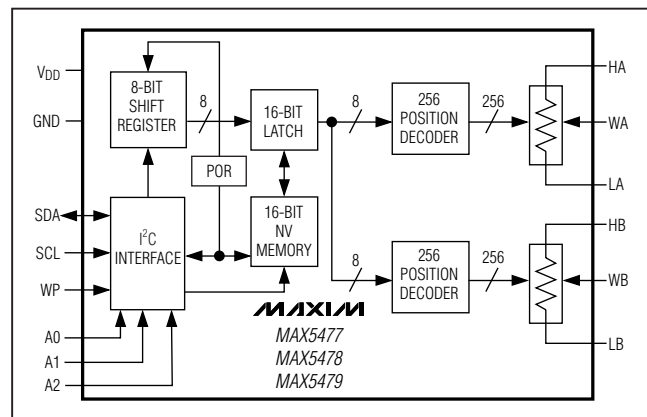 VDD
GND
SDA
SCL
WP
A0
A1
A2
8-BIT
SHIFT
REGISTER
8
16-BIT
LATCH
POR
I²C
INTERFACE
16-BIT
NV
MEMORY
8
256
POSITION
DECODER
256
HA
WA
LA
8
256
POSITION
DECODER
256
HB
WB
LB
MAXIM
MAX5477
MAX5478
MAX5479